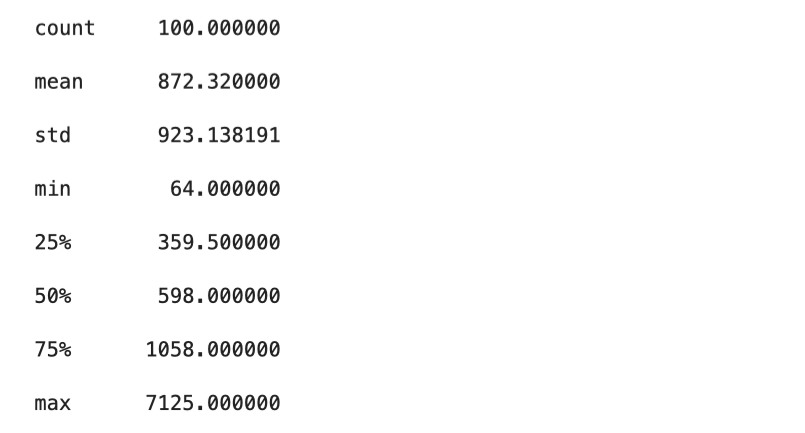 count 100.000000
mean 872.320000
std 923.138191
min 64.000000
25% 359.500000
50% 598.000000
75% 1058.000000
max 7125.000000